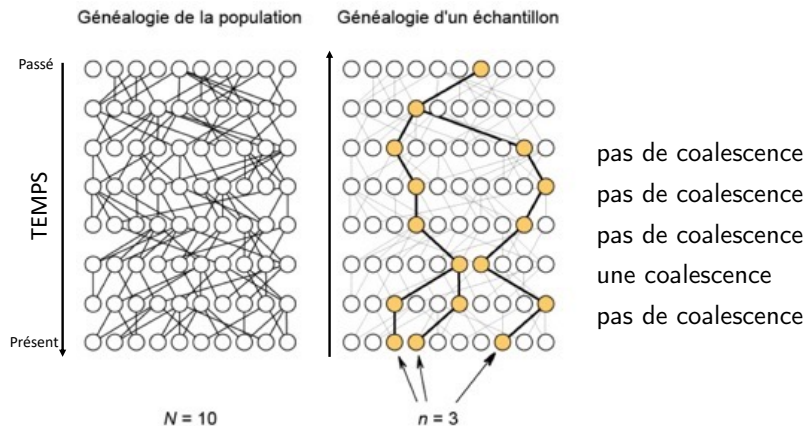 Généalogie de la population
Généalogie d'un échantillon
Passé
TEMPS
Présent
pas de coalescence
pas de coalescence
pas de coalescence
une coalescence
pas de coalescence
N = 10
n = 3